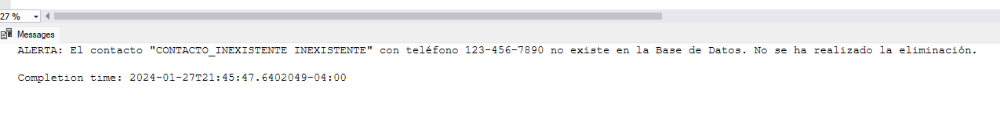 27 %
Messages
ALERTA: El contacto "CONTACTO_INEXISTENTE INEXISTENTE" con teléfono 123-456-7890 no existe en la Base de Datos. No se ha realizado la eliminación.
Completion time: 2024-01-27T21:45:47.6402049-04:00